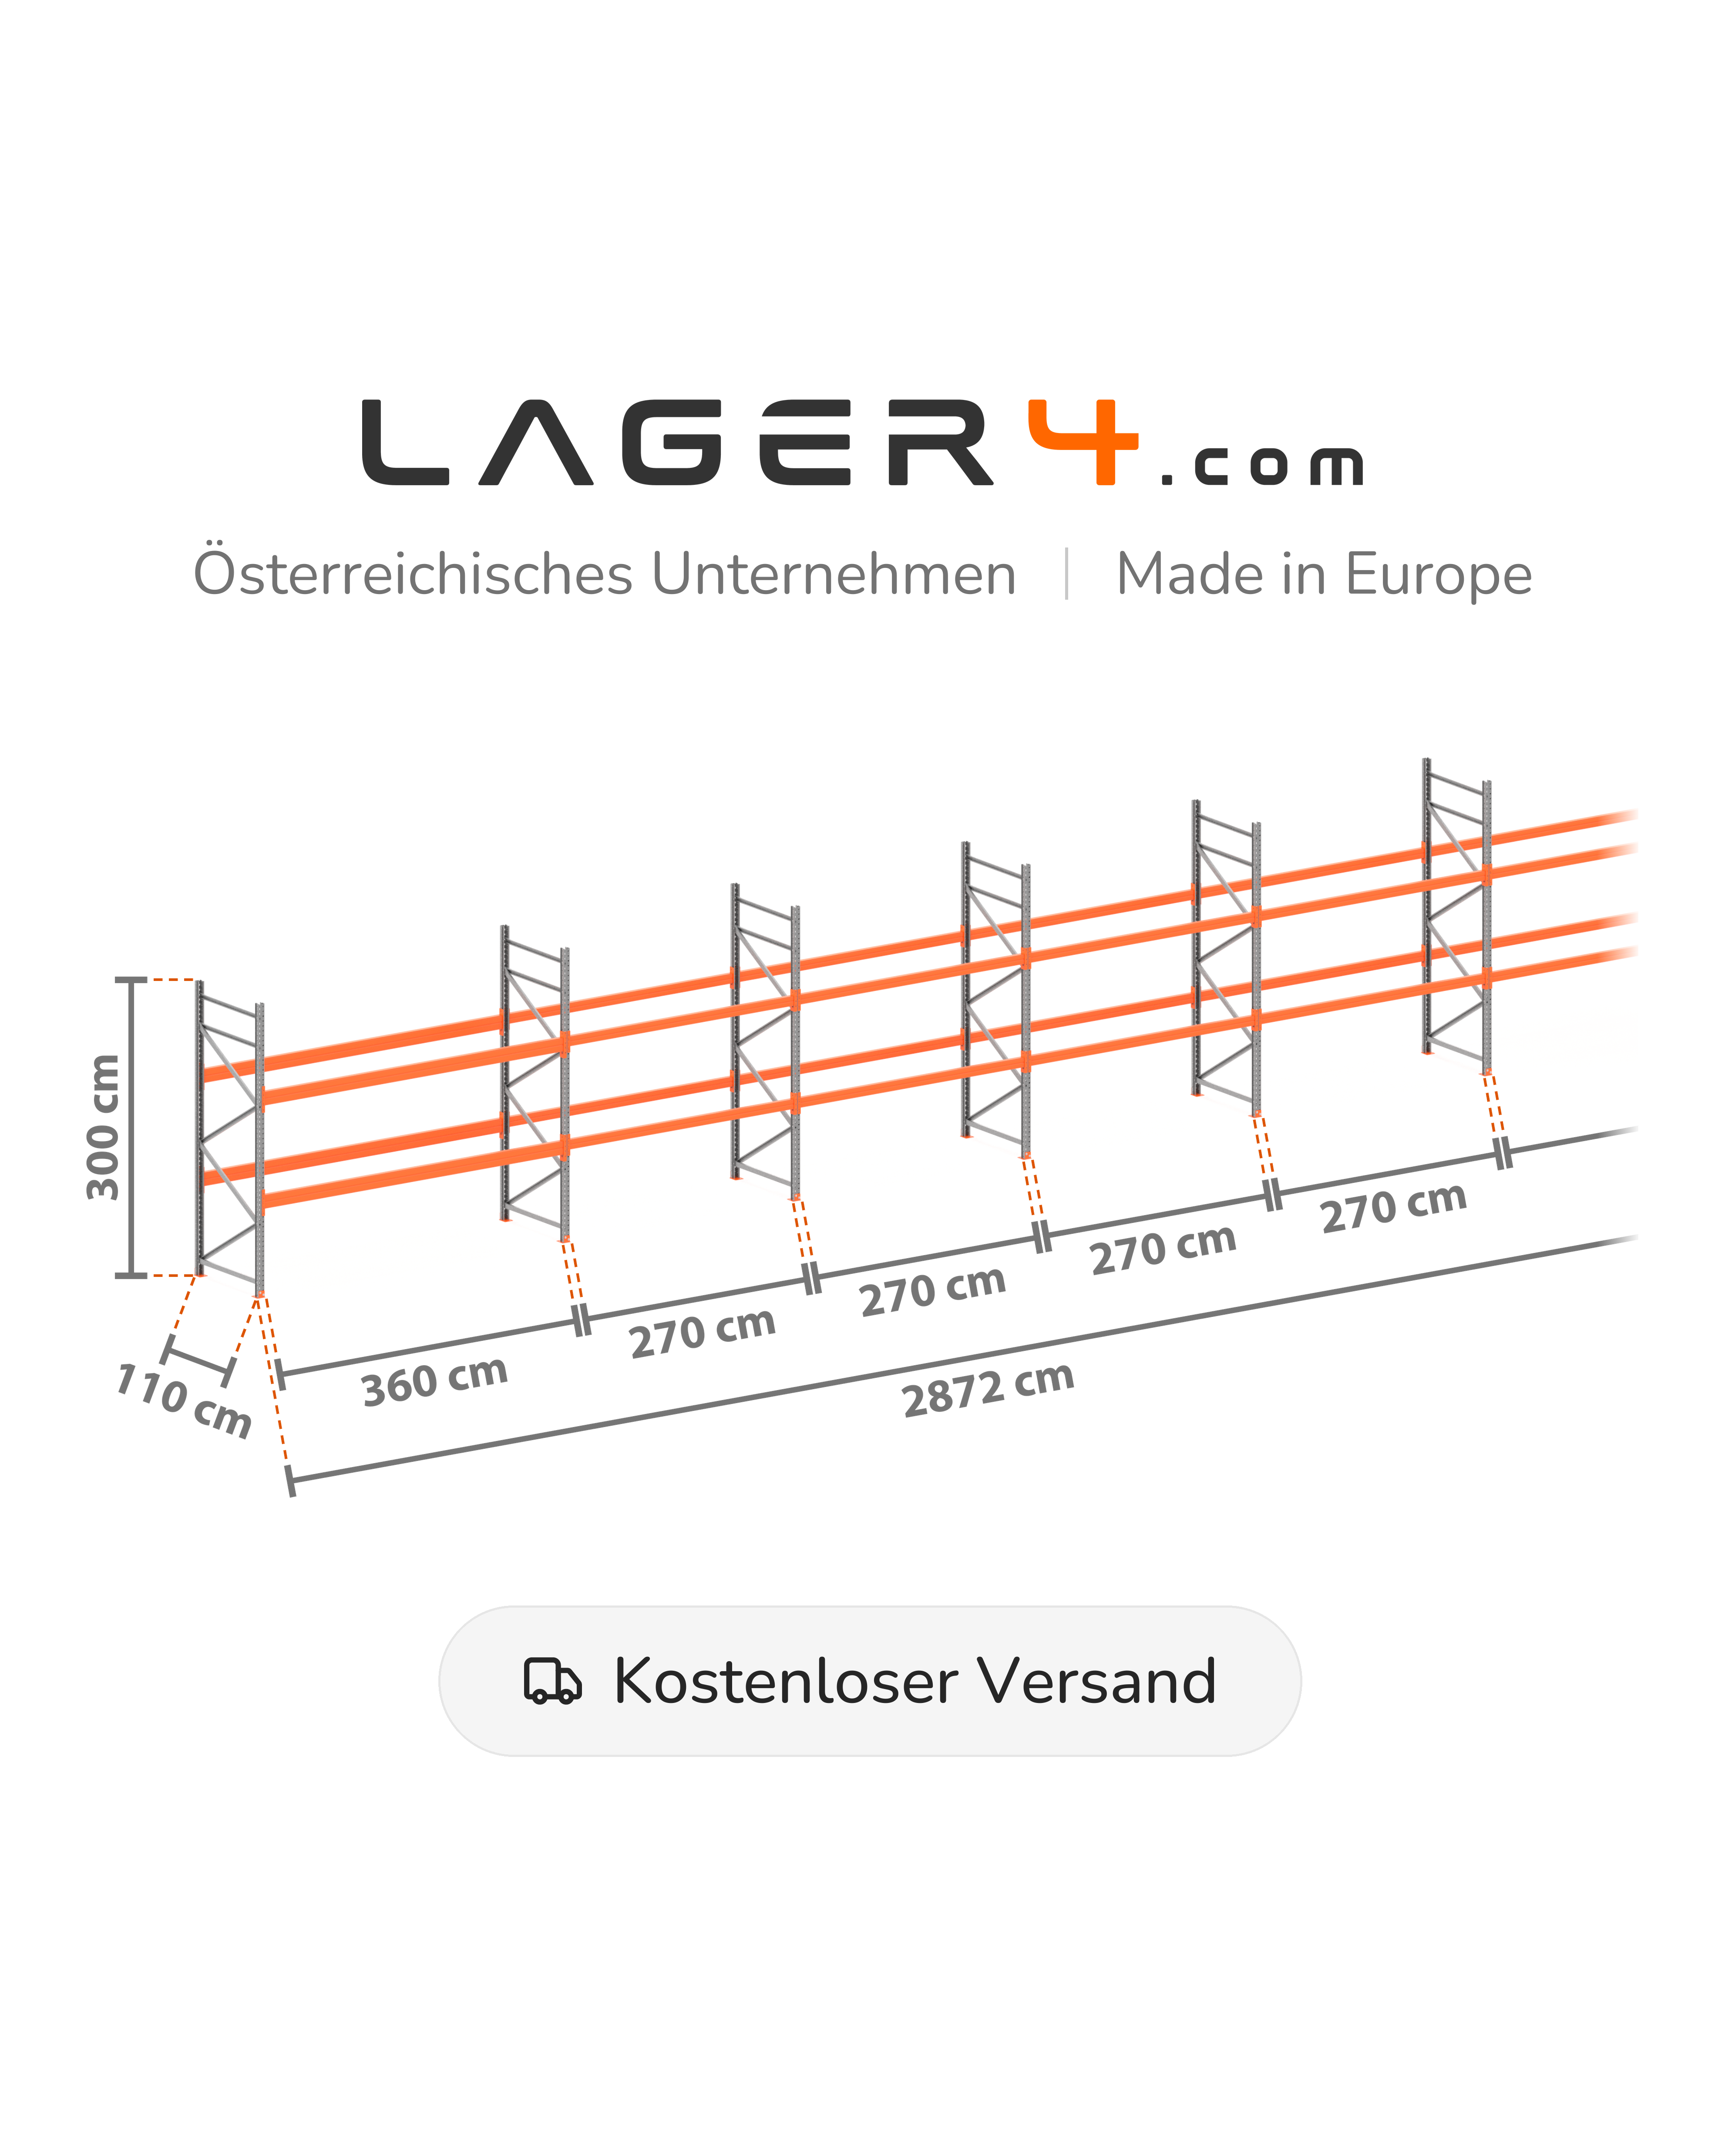 LAGER4.com
Österreichisches Unternehmen | Made in Europe
300 cm
110 cm
360 cm
270 cm
270 cm
270 cm
270 cm
2872 cm
Kostenloser Versand